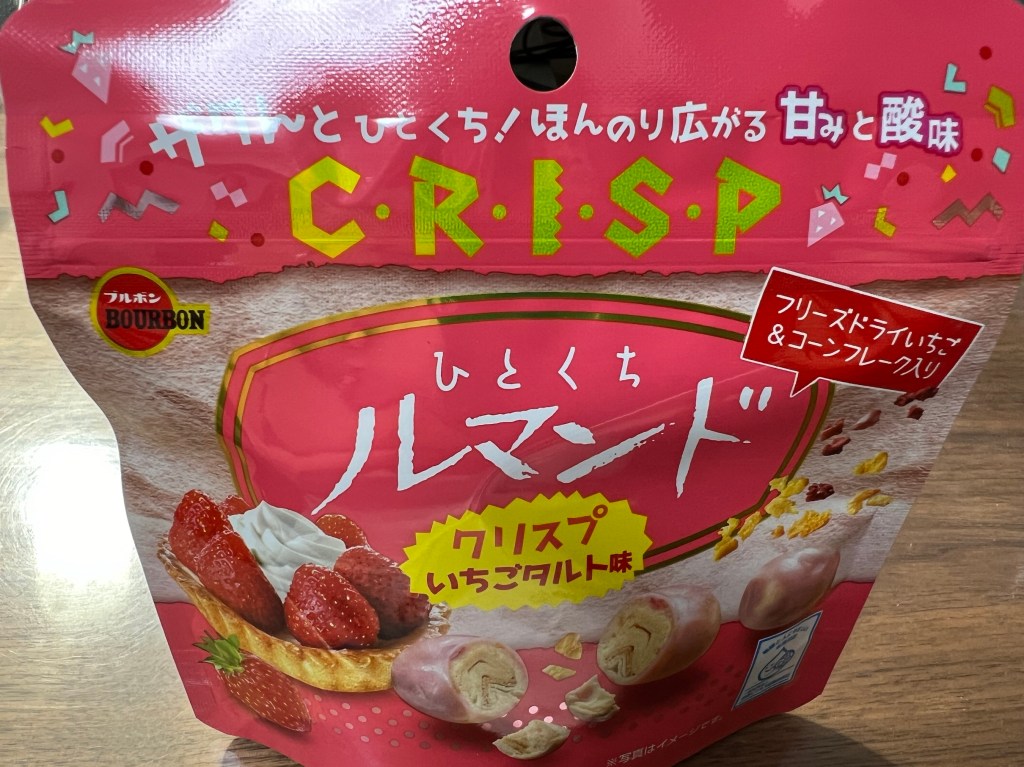 サクほんとひとくち!ほんのり広がる甘みと酸味
C・R・I・S・P
ブルボン
BOURBON
フリーズドライいちご
&コーンフレーク入り
ひとくち
ルマンド
クリスプ
いちごタルト味
※写真はイメージ